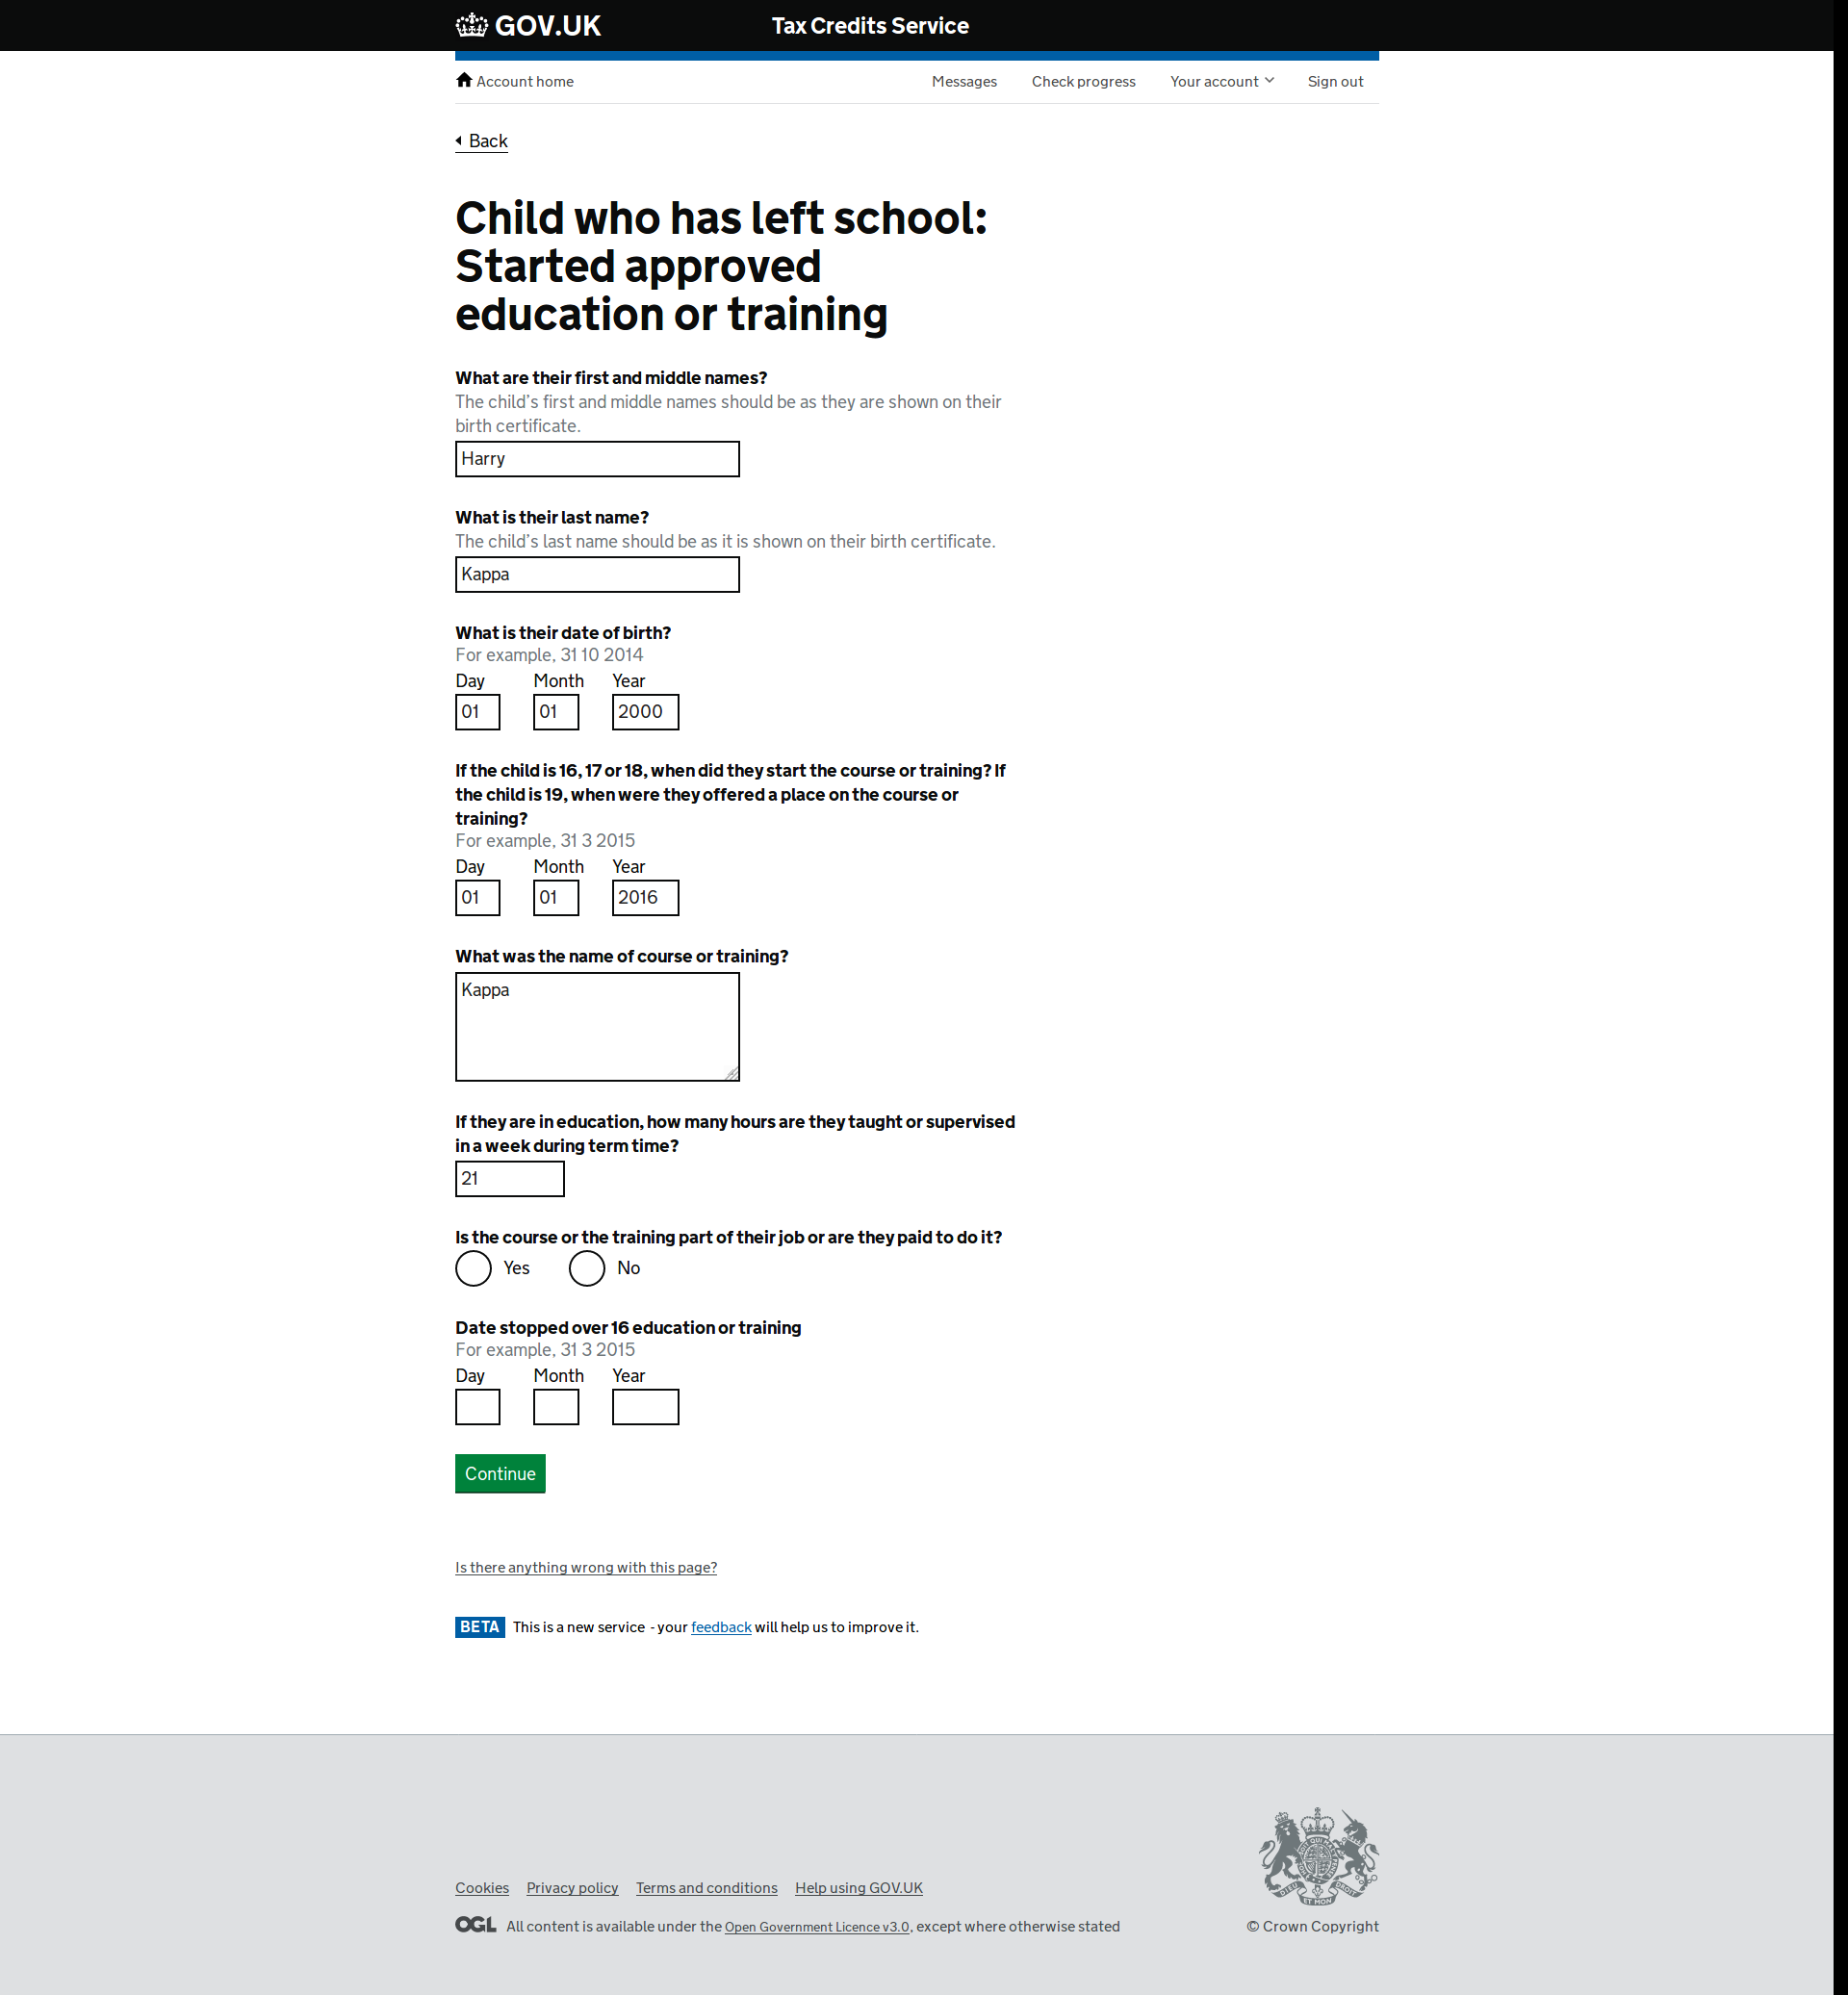 GOV.UK
Tax Credits Service
Account home
Messages
Check progress
Your account
Sign out
Back
Child who has left school:
Started approved
education or training
What are their first and middle names?
The child’s first and middle names should be as they are shown on their
birth certificate.
Harry
What is their last name?
The child’s last name should be as it is shown on their birth certificate.
Kappa
What is their date of birth?
For example, 31 10 2014
Day Month Year
01 01 2000
If the child is 16, 17 or 18, when did they start the course or training? If
the child is 19, when were they offered a place on the course or
training?
For example, 31 3 2015
Day Month Year
01 01 2016
What was the name of course or training?
Kappa
If they are in education, how many hours are they taught or supervised
in a week during term time?
21
Is the course or the training part of their job or are they paid to do it?
Yes No
Date stopped over 16 education or training
For example, 31 3 2015
Day Month Year
Continue
Is there anything wrong with this page?
BETA This is a new service - your feedback will help us to improve it.
Cookies Privacy policy Terms and conditions Help using GOV.UK
OGL All content is available under the Open Government Licence v3.0, except where otherwise stated
© Crown Copyright